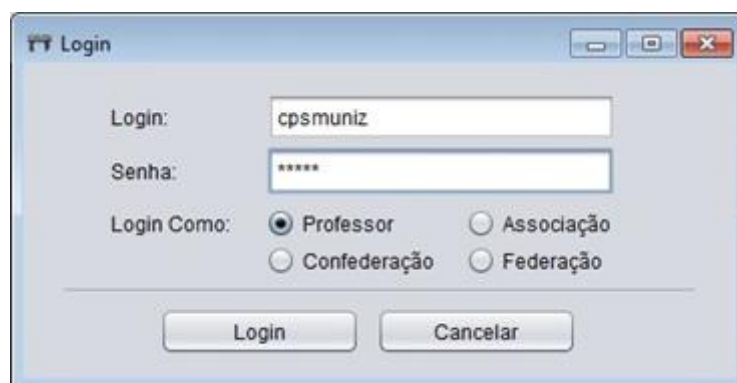 Login
Login: cpsmuniz
Senha: *****
Login Como: Professor Associação
Confederação Federação
Login Cancelar